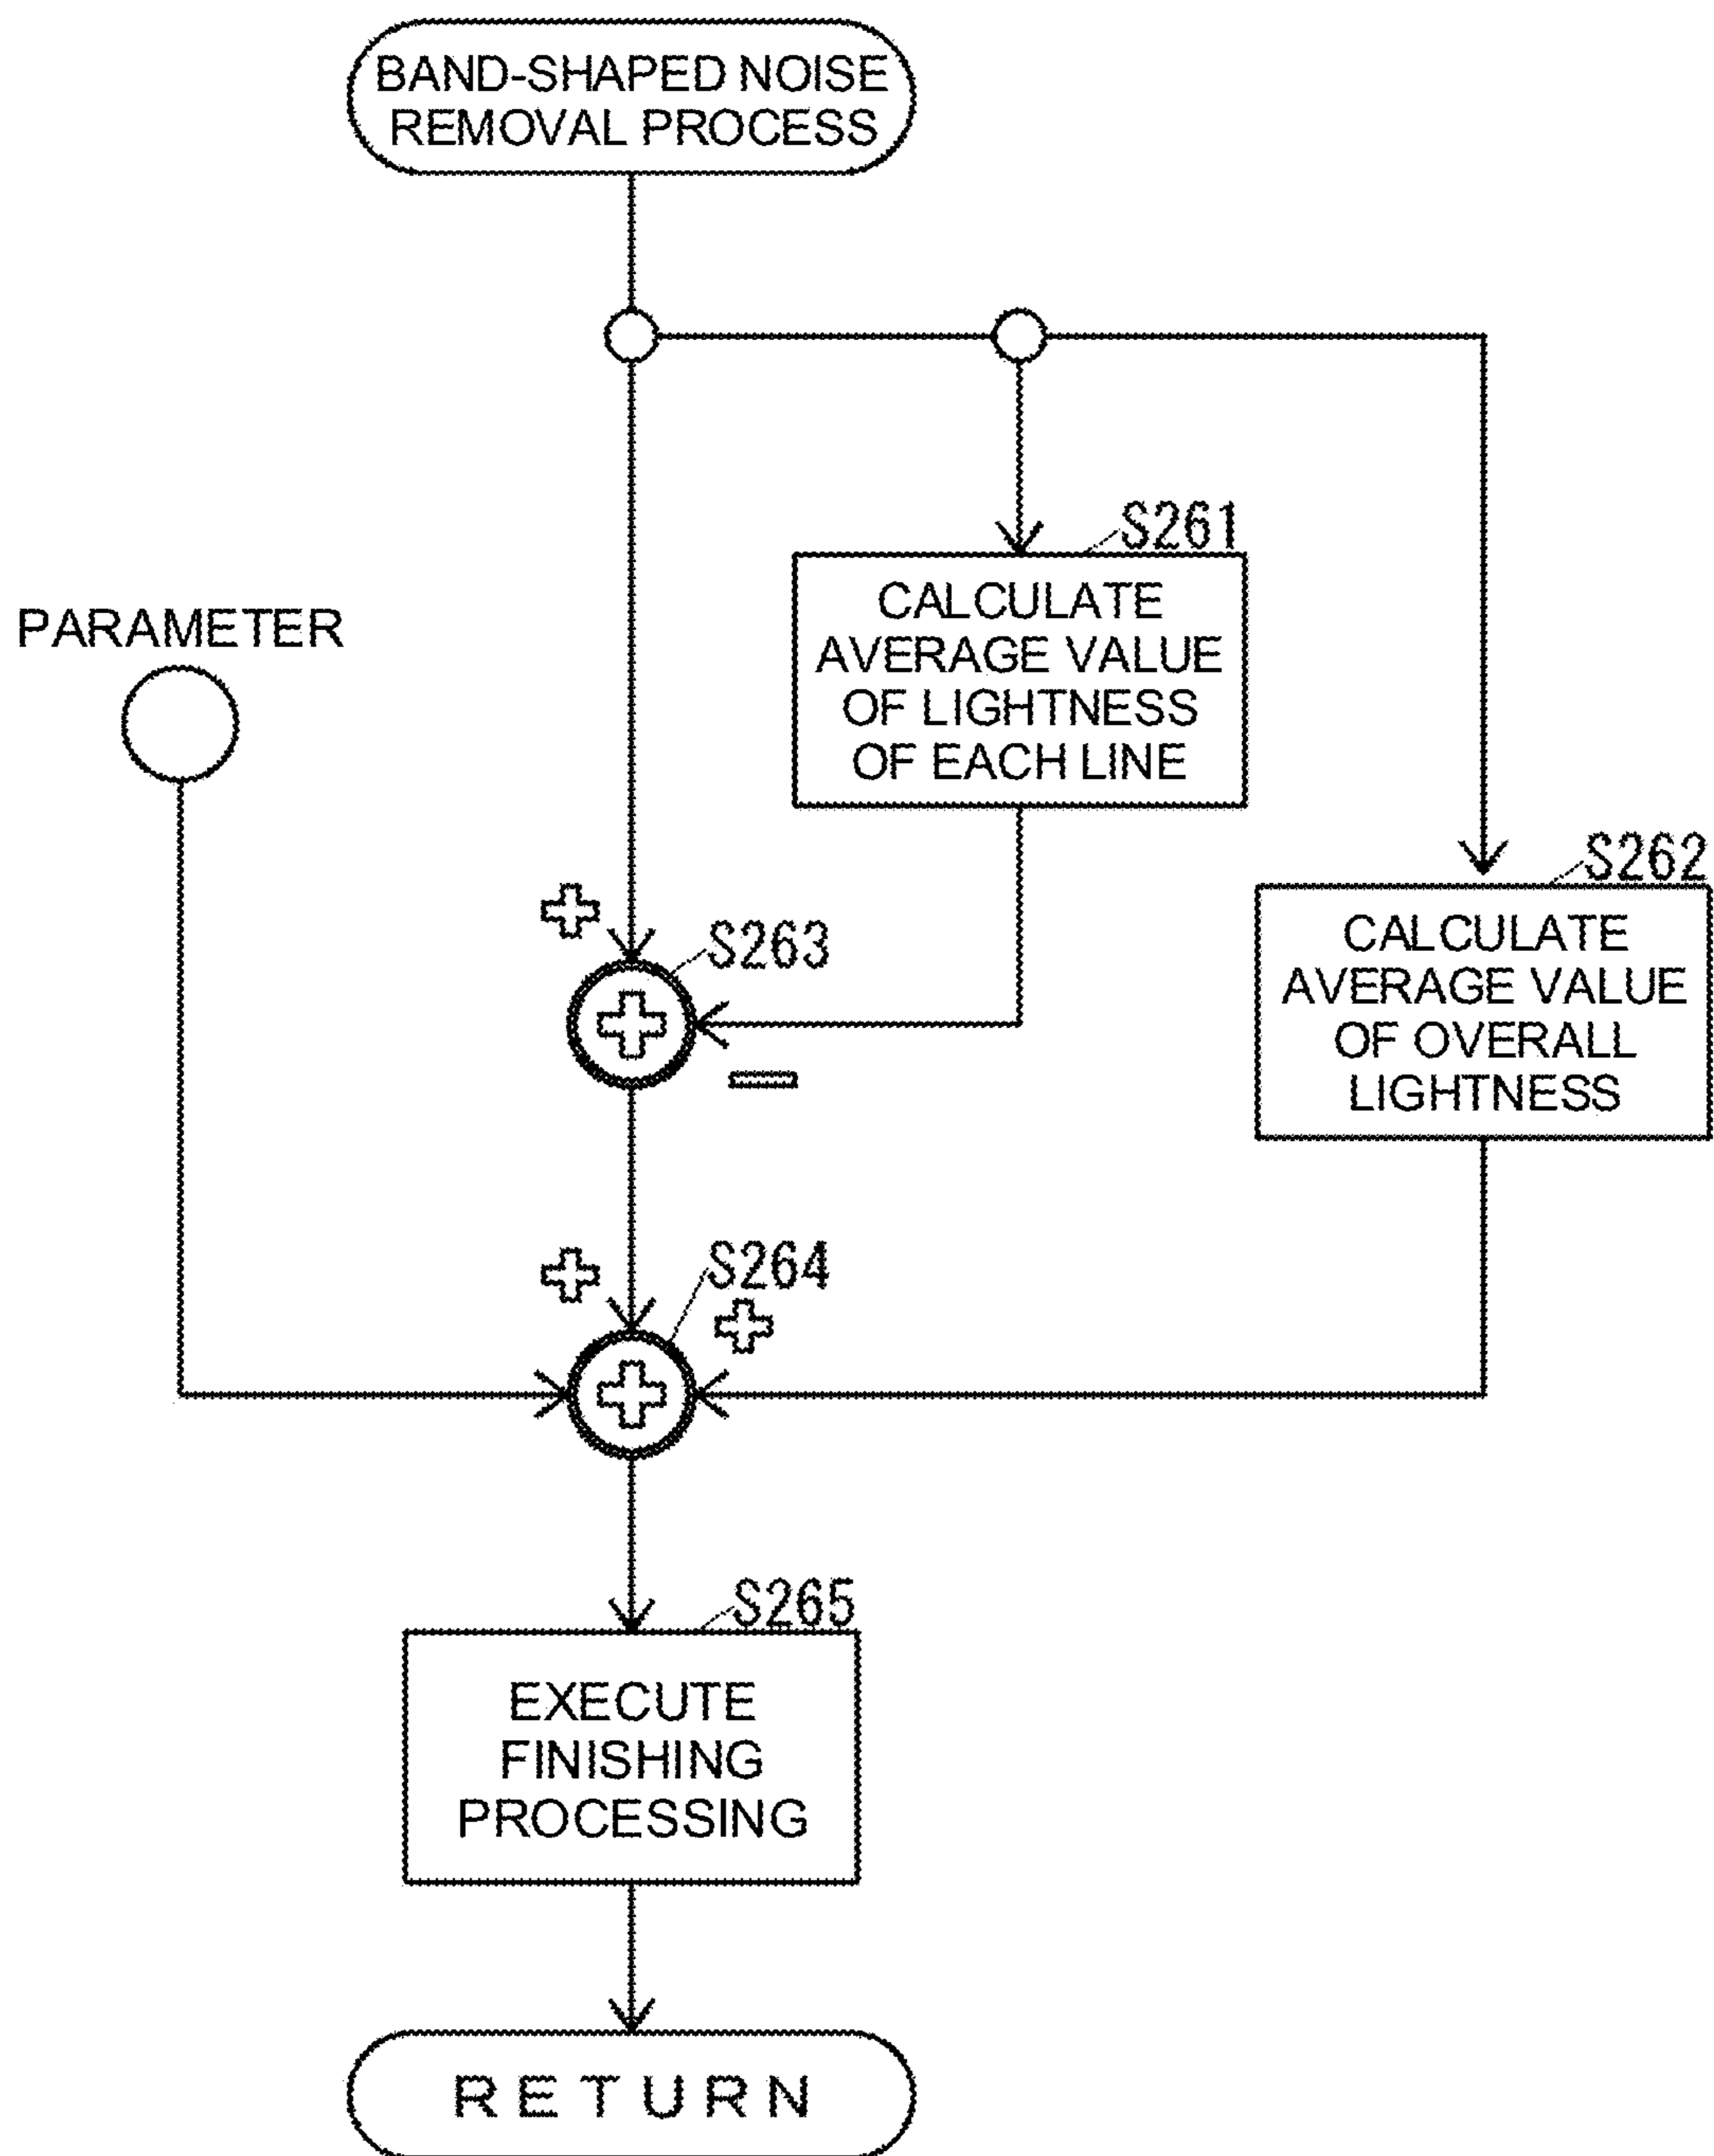 BAND-SHAPED NOISE
REMOVAL PROCESS
S261
CALCULATE
AVERAGE VALUE
OF LIGHTNESS
OF EACH LINE
PARAMETER
S262
CALCULATE
AVERAGE VALUE
OF OVERALL
LIGHTNESS
+
S263
+
−
+
S264
+
+
S265
EXECUTE
FINISHING
PROCESSING
RETURN